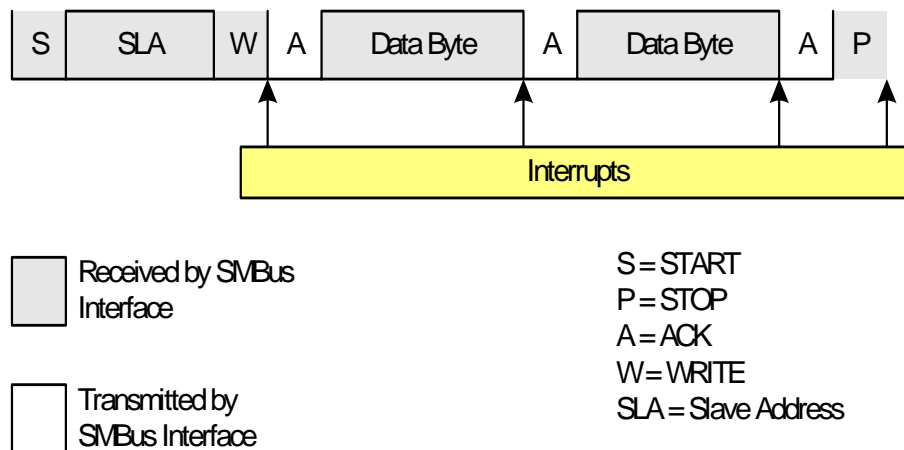 S SLA W A Data Byte A Data Byte A P
Interrupts
Received by SMBus
Interface
Transmitted by
SMBus Interface
S = START
P = STOP
A = ACK
W = WRITE
SLA = Slave Address